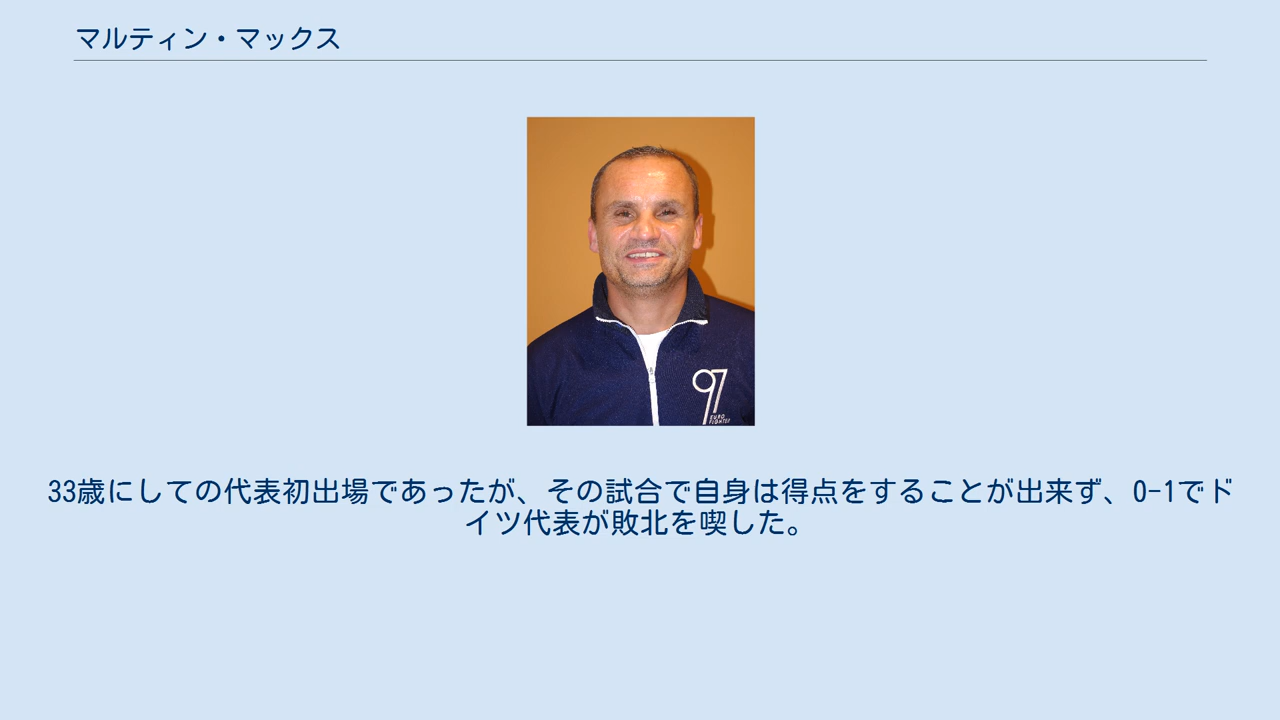 マルティン・マックス
97
EURO
FIGHTER
33歳にしての代表初出場であったが、その試合で自身は得点をすることが出来ず、0-1でド
イツ代表が敗北を喫した。